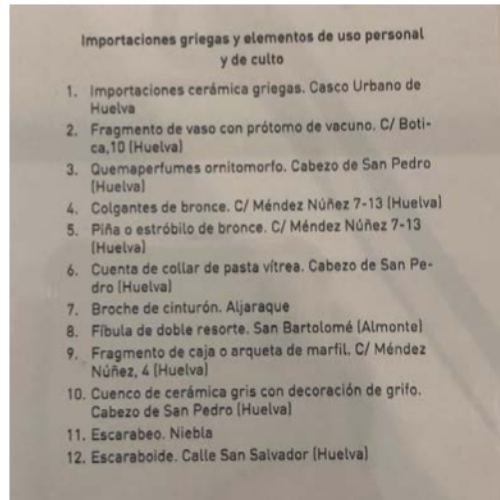 Importaciones griegas y elementos de uso personal
y de culto
1. Importaciones cerámica griegas. Casco Urbano de
Huelva
2. Fragmento de vaso con prótomo de vacuno. C/ Boti-
ca,10 (Huelva)
3. Quemaperfumes ornitomorfo. Cabezo de San Pedro
(Huelva)
4. Colgantes de bronce. C/ Méndez Núñez 7-13 (Huelva)
5. Piña o estróbilo de bronce. C/ Méndez Núñez 7-13
(Huelva)
6. Cuenta de collar de pasta vítrea. Cabezo de San Pe-
dro (Huelva)
7. Broche de cinturón. Aljaraque
8. Fíbula de doble resorte. San Bartolomé (Almonte)
9. Fragmento de caja o arqueta de marfil. C/ Méndez
Núñez, 4 (Huelva)
10. Cuenco de cerámica gris con decoración de grifo.
Cabezo de San Pedro (Huelva)
11. Escarabeo. Niebla
12. Escaraboide. Calle San Salvador (Huelva)